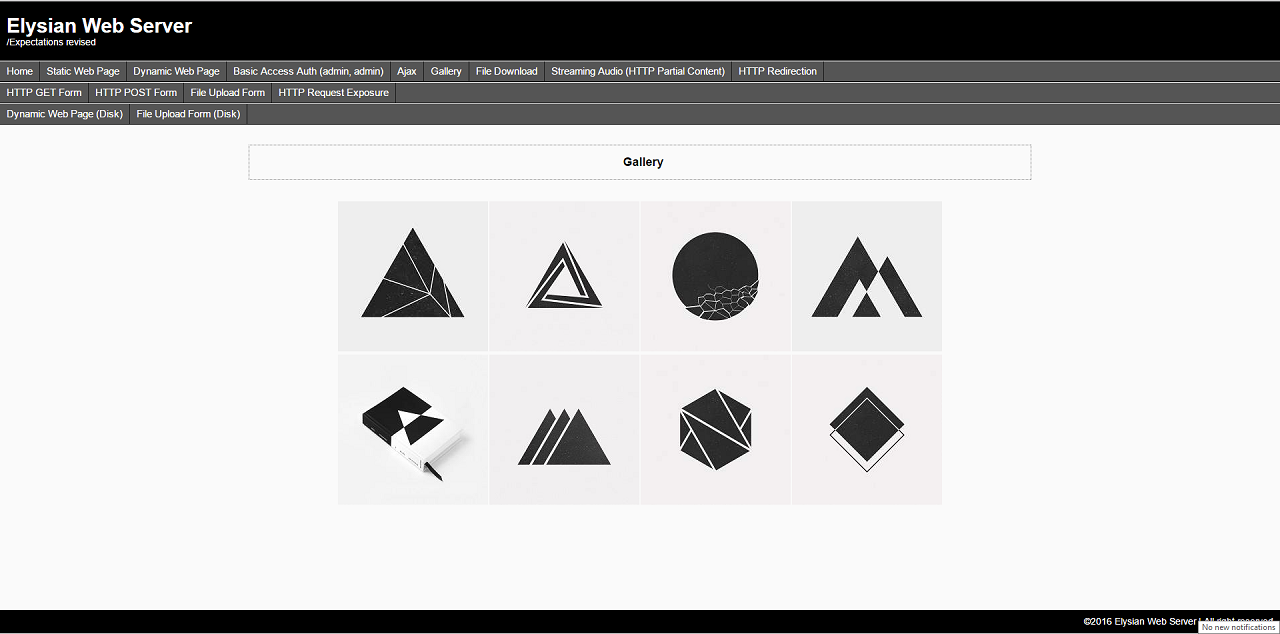 Elysian Web Server
/Expectations revised
Home Static Web Page Dynamic Web Page Basic Access Auth (admin, admin) Ajax Gallery File Download Streaming Audio (HTTP Partial Content) HTTP Redirection
HTTP GET Form HTTP POST Form File Upload Form HTTP Request Exposure
Dynamic Web Page (Disk) File Upload Form (Disk)
Gallery
©2016 Elysian Web Server | All right reserved
No new notifications